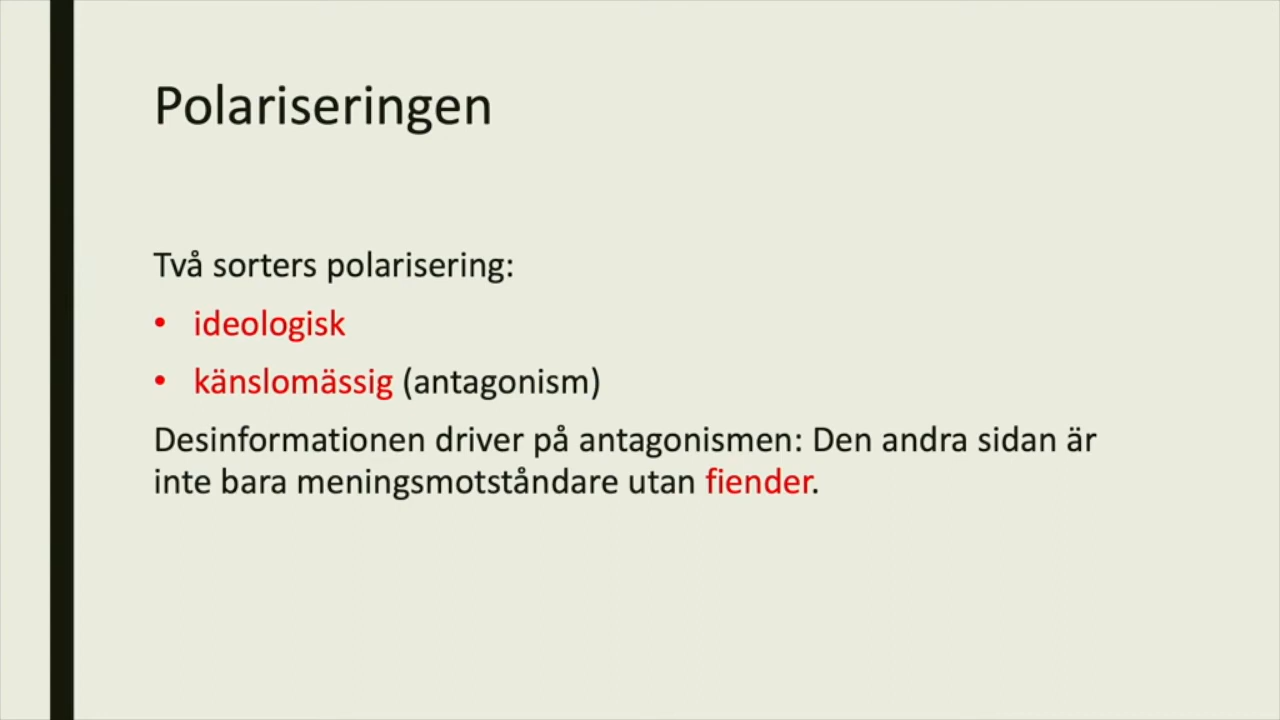 Polariseringen
Två sorters polarisering:
• ideologisk
• känslomässig (antagonism)
Desinformationen driver på antagonismen: Den andra sidan är
inte bara meningsmotståndare utan fiender.